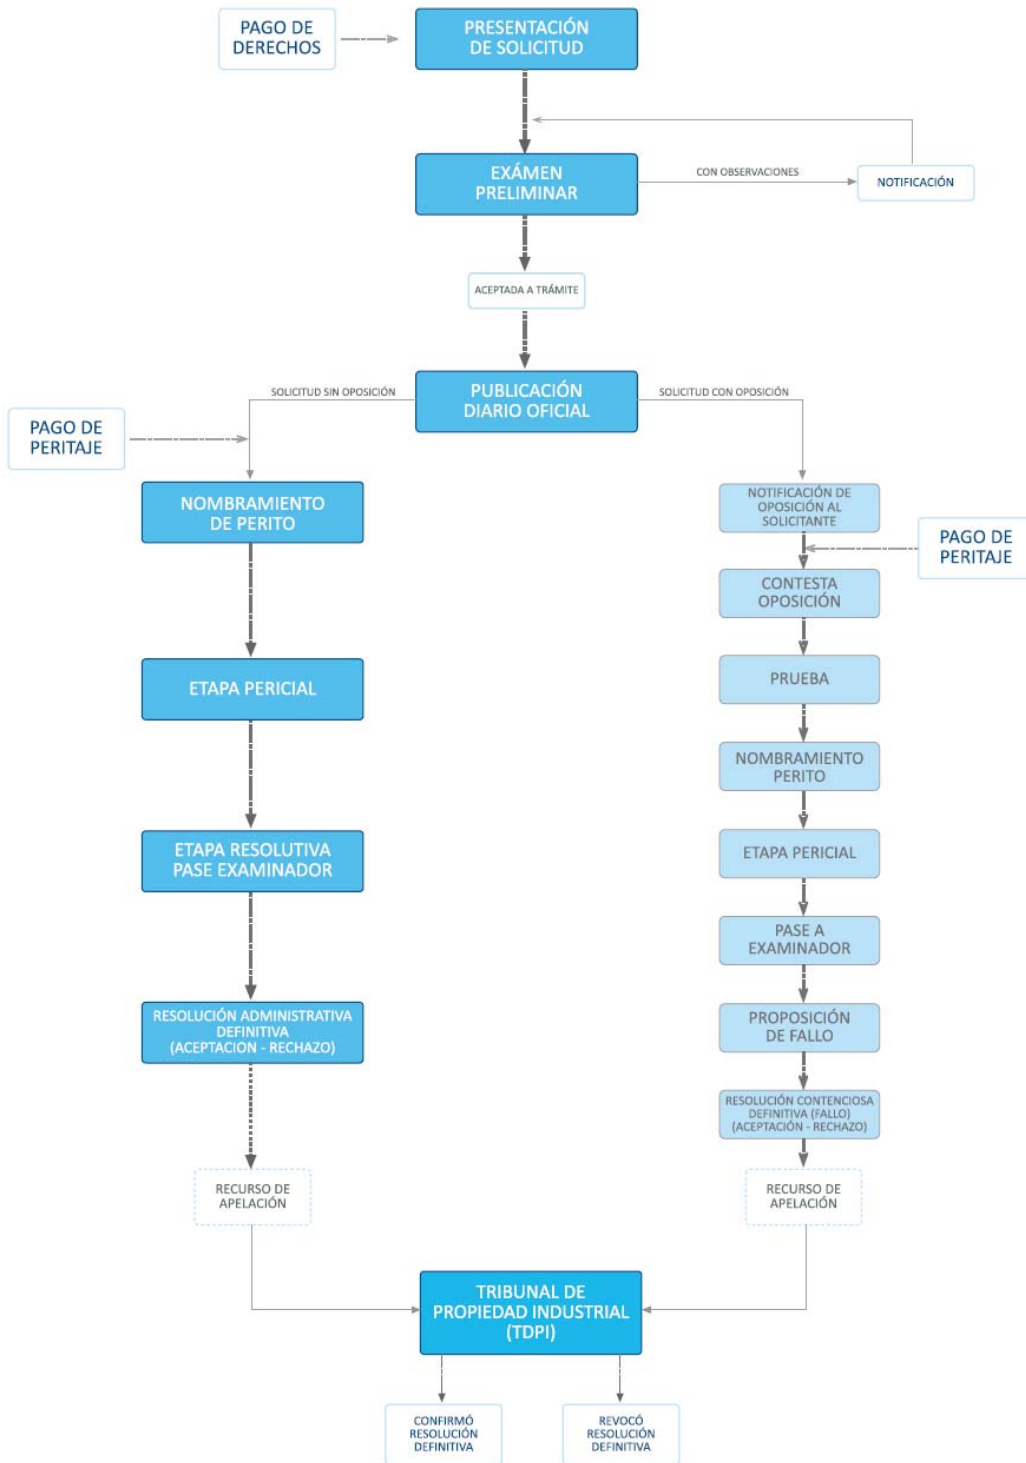 PAGO DE
DERECHOS
PRESENTACIÓN
DE SOLICITUD
EXÁMEN
PRELIMINAR
CON OBSERVACIONES
NOTIFICACIÓN
ACEPTADA A TRÁMITE
SOLICITUD SIN OPOSICIÓN
PUBLICACIÓN
DIARIO OFICIAL
SOLICITUD CON OPOSICIÓN
PAGO DE
PERITAJE
NOMBRAMIENTO
DE PERITO
ETAPA PERICIAL
ETAPA RESOLUTIVA
PASE EXAMINADOR
RESOLUCIÓN ADMINISTRATIVA
DEFINITIVA
(ACEPTACION - RECHAZO)
RECURSO DE
APELACIÓN
NOTIFICACIÓN DE
OPOSICIÓN AL
SOLICITANTE
PAGO DE
PERITAJE
CONTESTA
OPOSICIÓN
PRUEBA
NOMBRAMIENTO
PERITO
ETAPA PERICIAL
PASE A
EXAMINADOR
PROPOSICIÓN
DE FALLO
RESOLUCIÓN CONTENCIOSA
DEFINITIVA (FALLO)
(ACEPTACIÓN - RECHAZO)
RECURSO DE
APELACIÓN
TRIBUNAL DE
PROPIEDAD INDUSTRIAL
(TDPI)
CONFIRMÓ
RESOLUCIÓN
DEFINITIVA
REVOCÓ
RESOLUCIÓN
DEFINITIVA